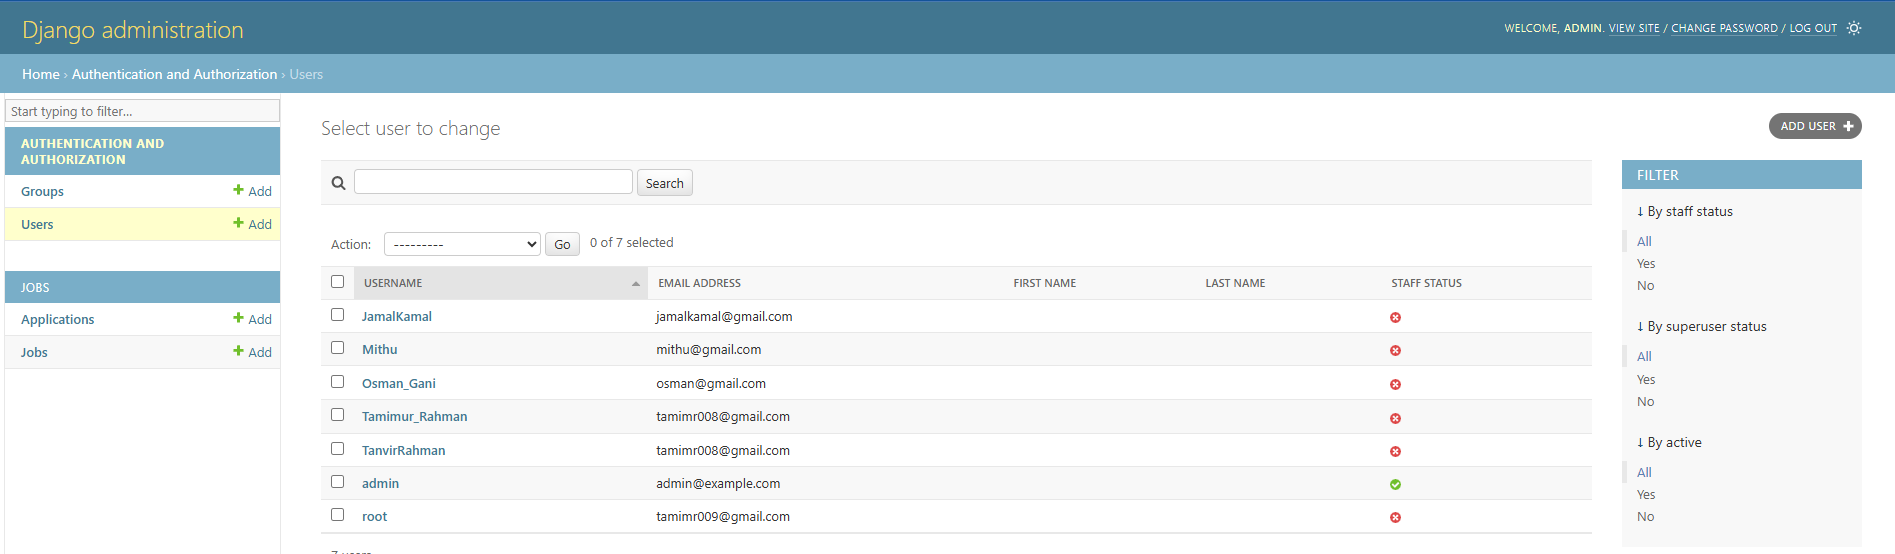 Django administration
WELCOME, ADMIN. VIEW SITE / CHANGE PASSWORD / LOG OUT
Home › Authentication and Authorization › Users
Start typing to filter...
AUTHENTICATION AND
AUTHORIZATION
Groups + Add
Users + Add
JOBS
Applications + Add
Jobs + Add
Select user to change
ADD USER +
Search
Action: --------- Go 0 of 7 selected
USERNAME EMAIL ADDRESS FIRST NAME LAST NAME STAFF STATUS
JamalKamal jamalkamal@gmail.com
Mithu mithu@gmail.com
Osman_Gani osman@gmail.com
Tamimur_Rahman tamimr008@gmail.com
TanvirRahman tamimr008@gmail.com
admin admin@example.com
root tamimr009@gmail.com
7 users
FILTER
↓ By staff status
All
Yes
No
↓ By superuser status
All
Yes
No
↓ By active
All
Yes
No